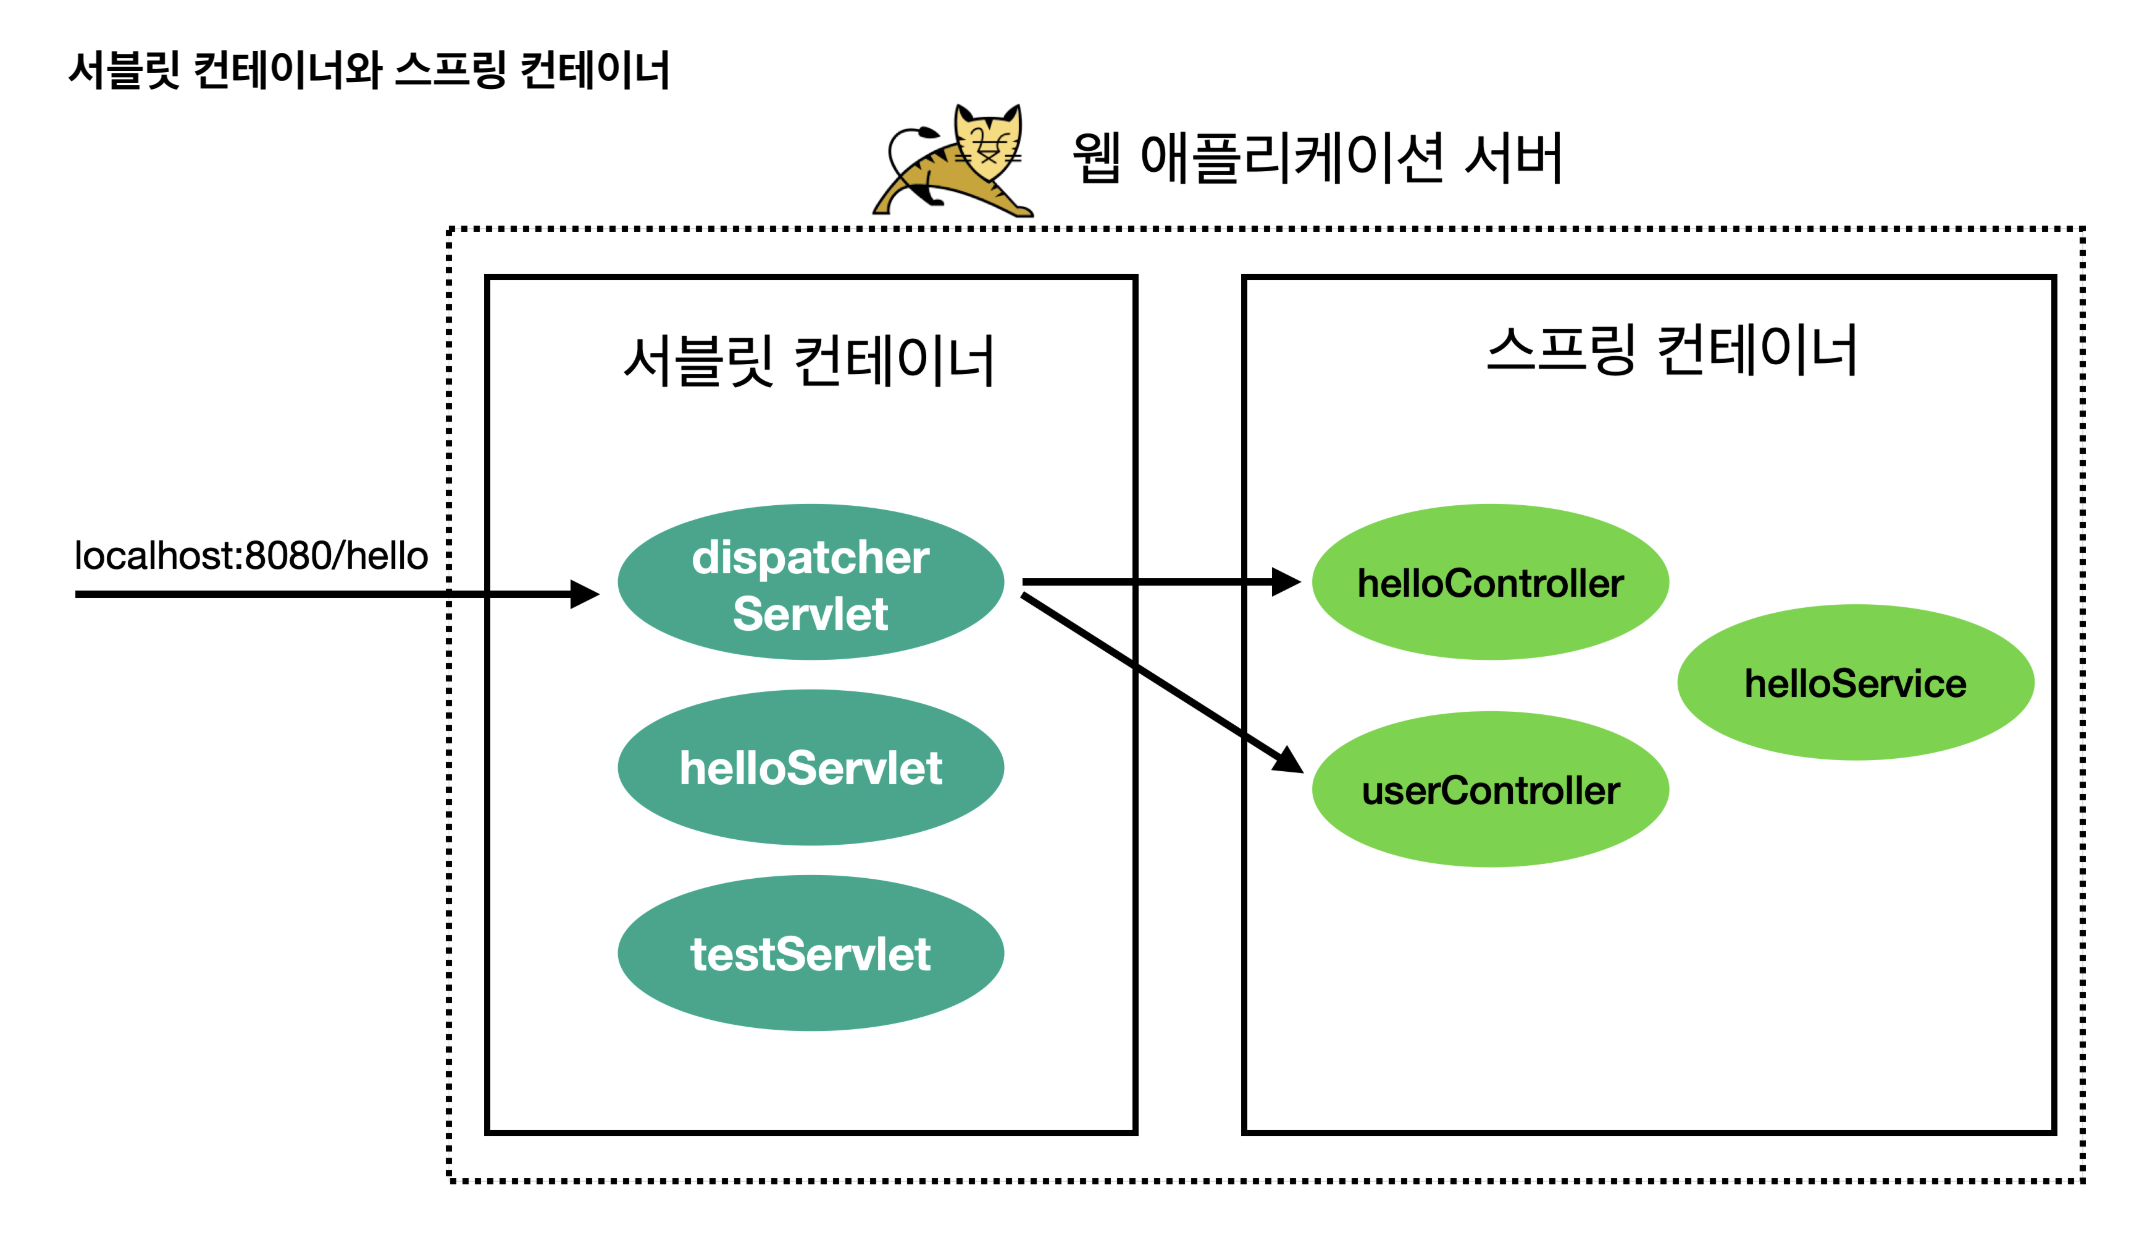 서블릿 컨테이너와 스프링 컨테이너
웹 애플리케이션 서버
서블릿 컨테이너
스프링 컨테이너
localhost:8080/hello
dispatcher
Servlet
helloServlet
testServlet
helloController
helloService
userController